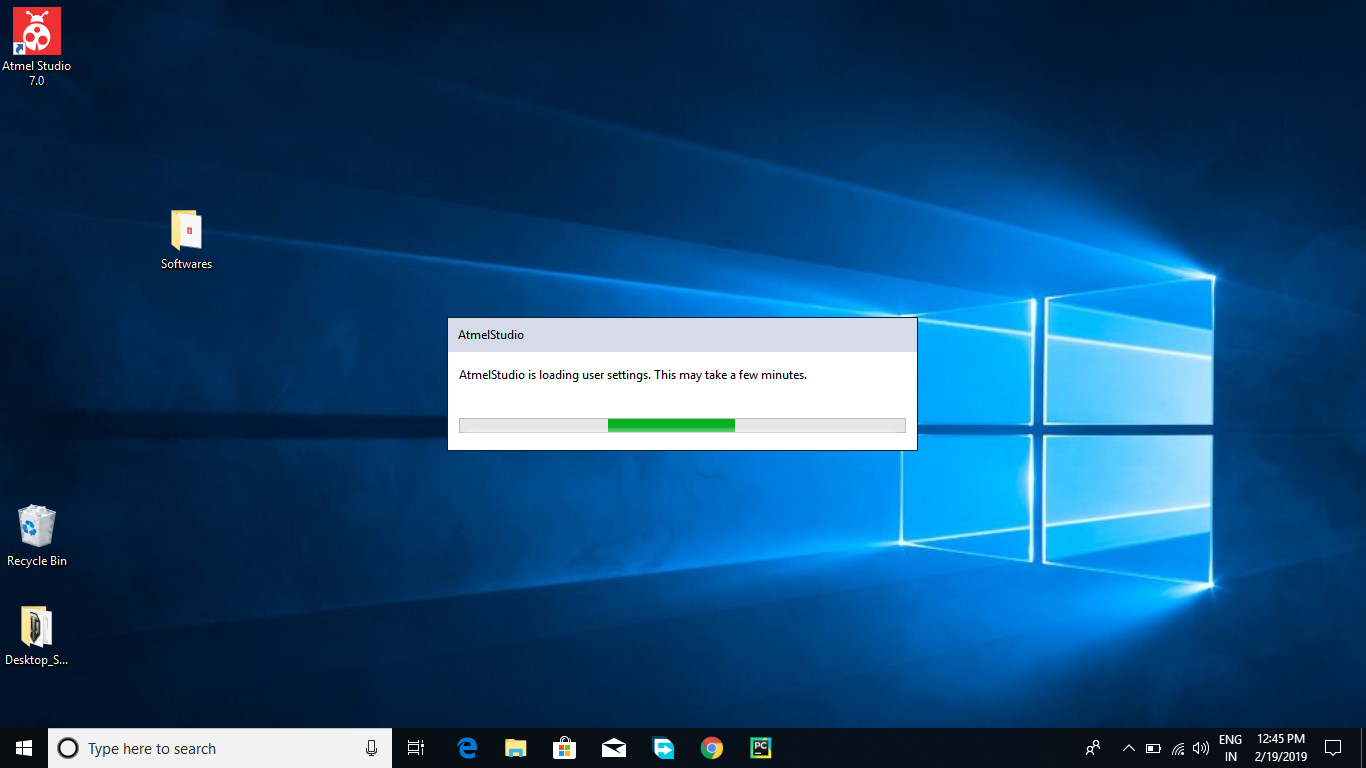 Atmel Studio
7.0
Softwares
AtmelStudio
AtmelStudio is loading user settings. This may take a few minutes.
Recycle Bin
Desktop_S...
Type here to search
PC
ENG
IN
12:45 PM
2/19/2019